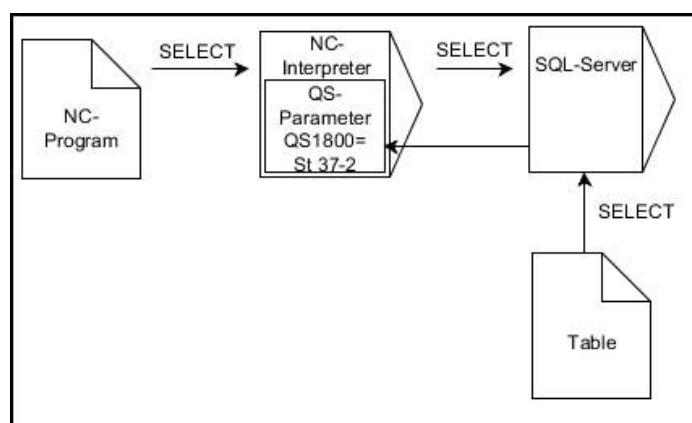 SELECT
NC-
Interpreter
SELECT
SQL-Server
QS-
Parameter
QS1800=
St 37-2
NC-
Program
SELECT
Table